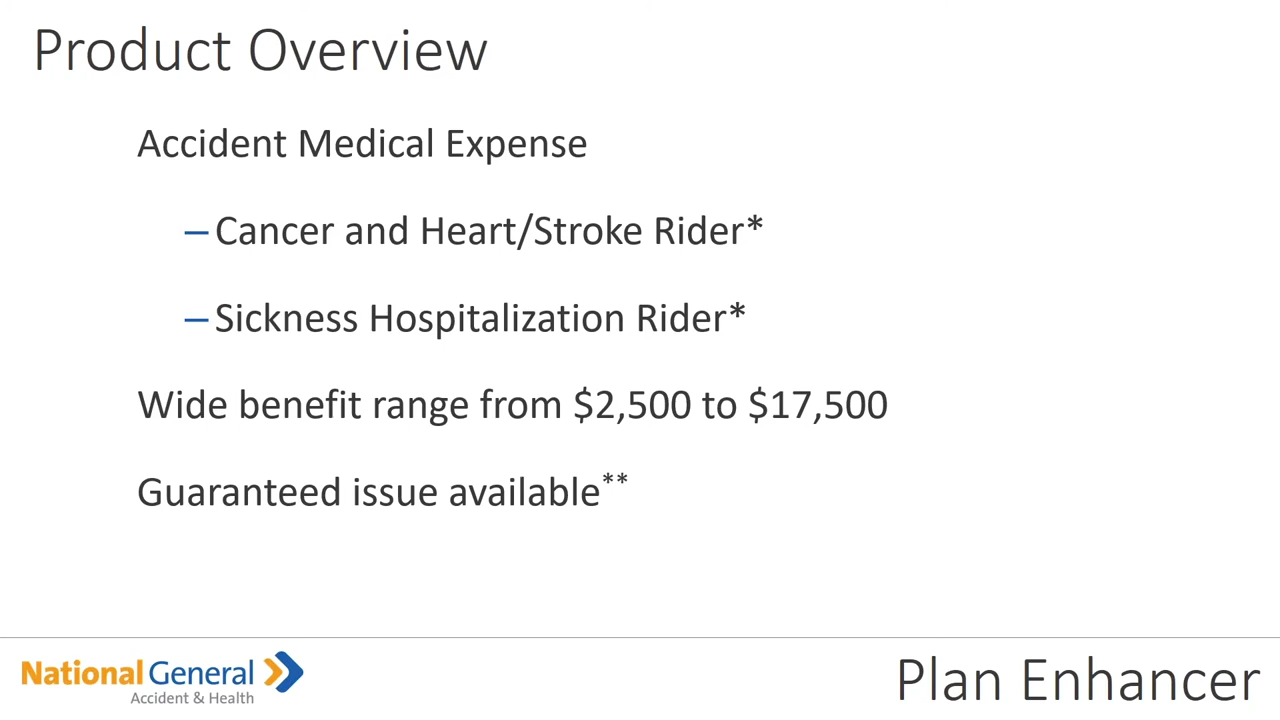 Product Overview
Accident Medical Expense
– Cancer and Heart/Stroke Rider*
– Sickness Hospitalization Rider*
Wide benefit range from $2,500 to $17,500
Guaranteed issue available**
National General
Accident & Health
Plan Enhancer